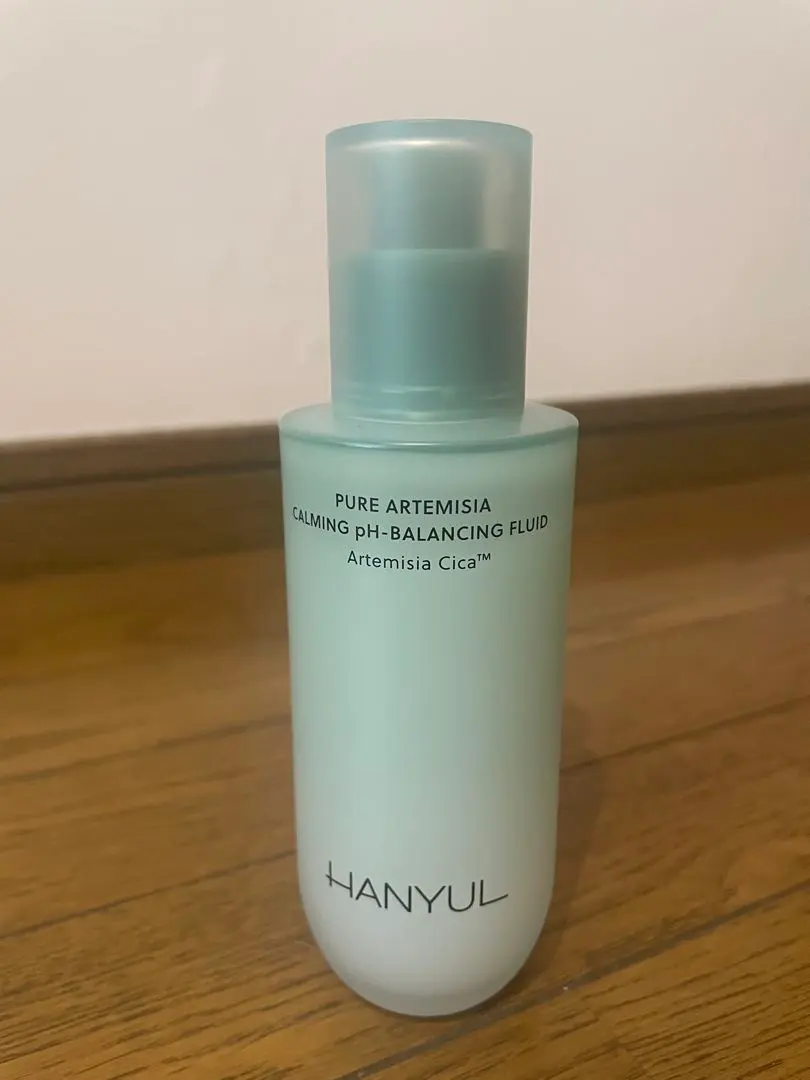 PURE ARTEMISIA
CALMING pH-BALANCING FLUID
Artemisia Cica™
HANYUL